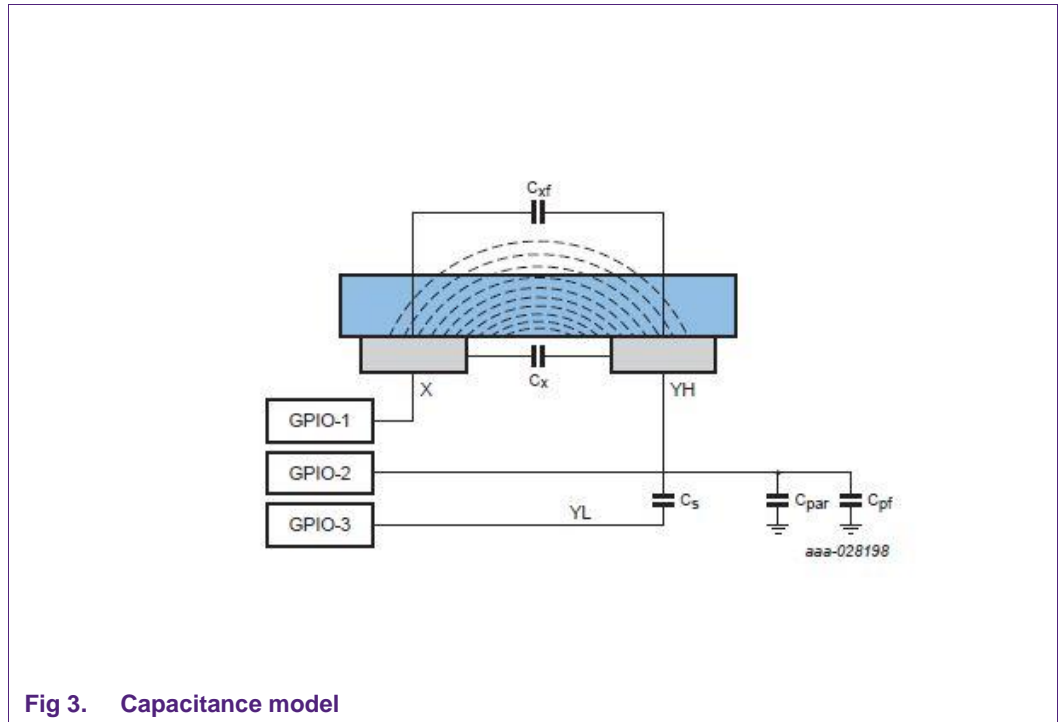 Cxf
Cx
X
YH
GPIO-1
GPIO-2
GPIO-3
YL
Cs
Cpar
Cpf
aaa-028198
Fig 3. Capacitance model